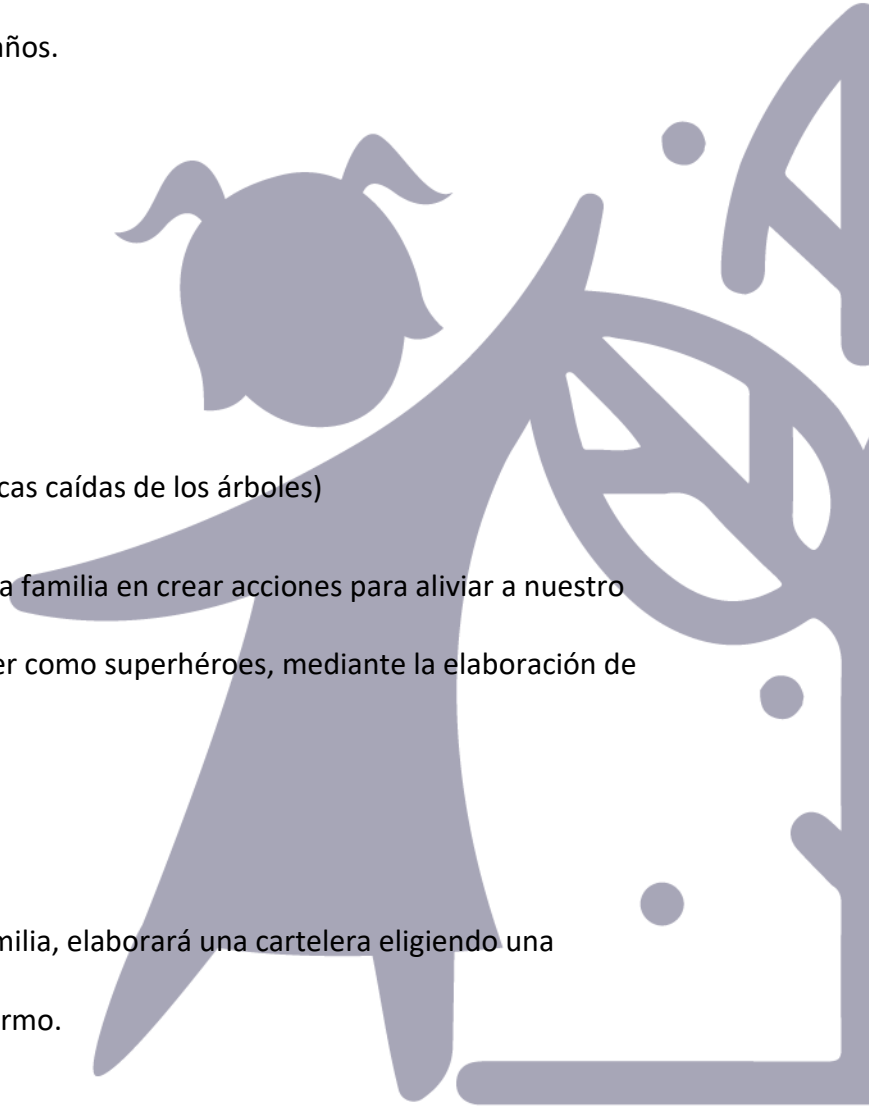 años.
cas caídas de los árboles)
a familia en crear acciones para aliviar a nuestro
er como superhéroes, mediante la elaboración de
milia, elaborará una cartelera eligiendo una
rmo.